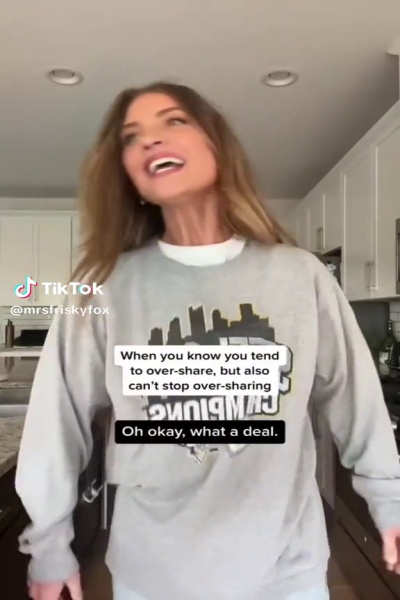 TikTok
@mrsfriskyfox
When you know you tend
to over-share, but also
can't stop over-sharing
CHAMPIONS
Oh okay, what a deal.